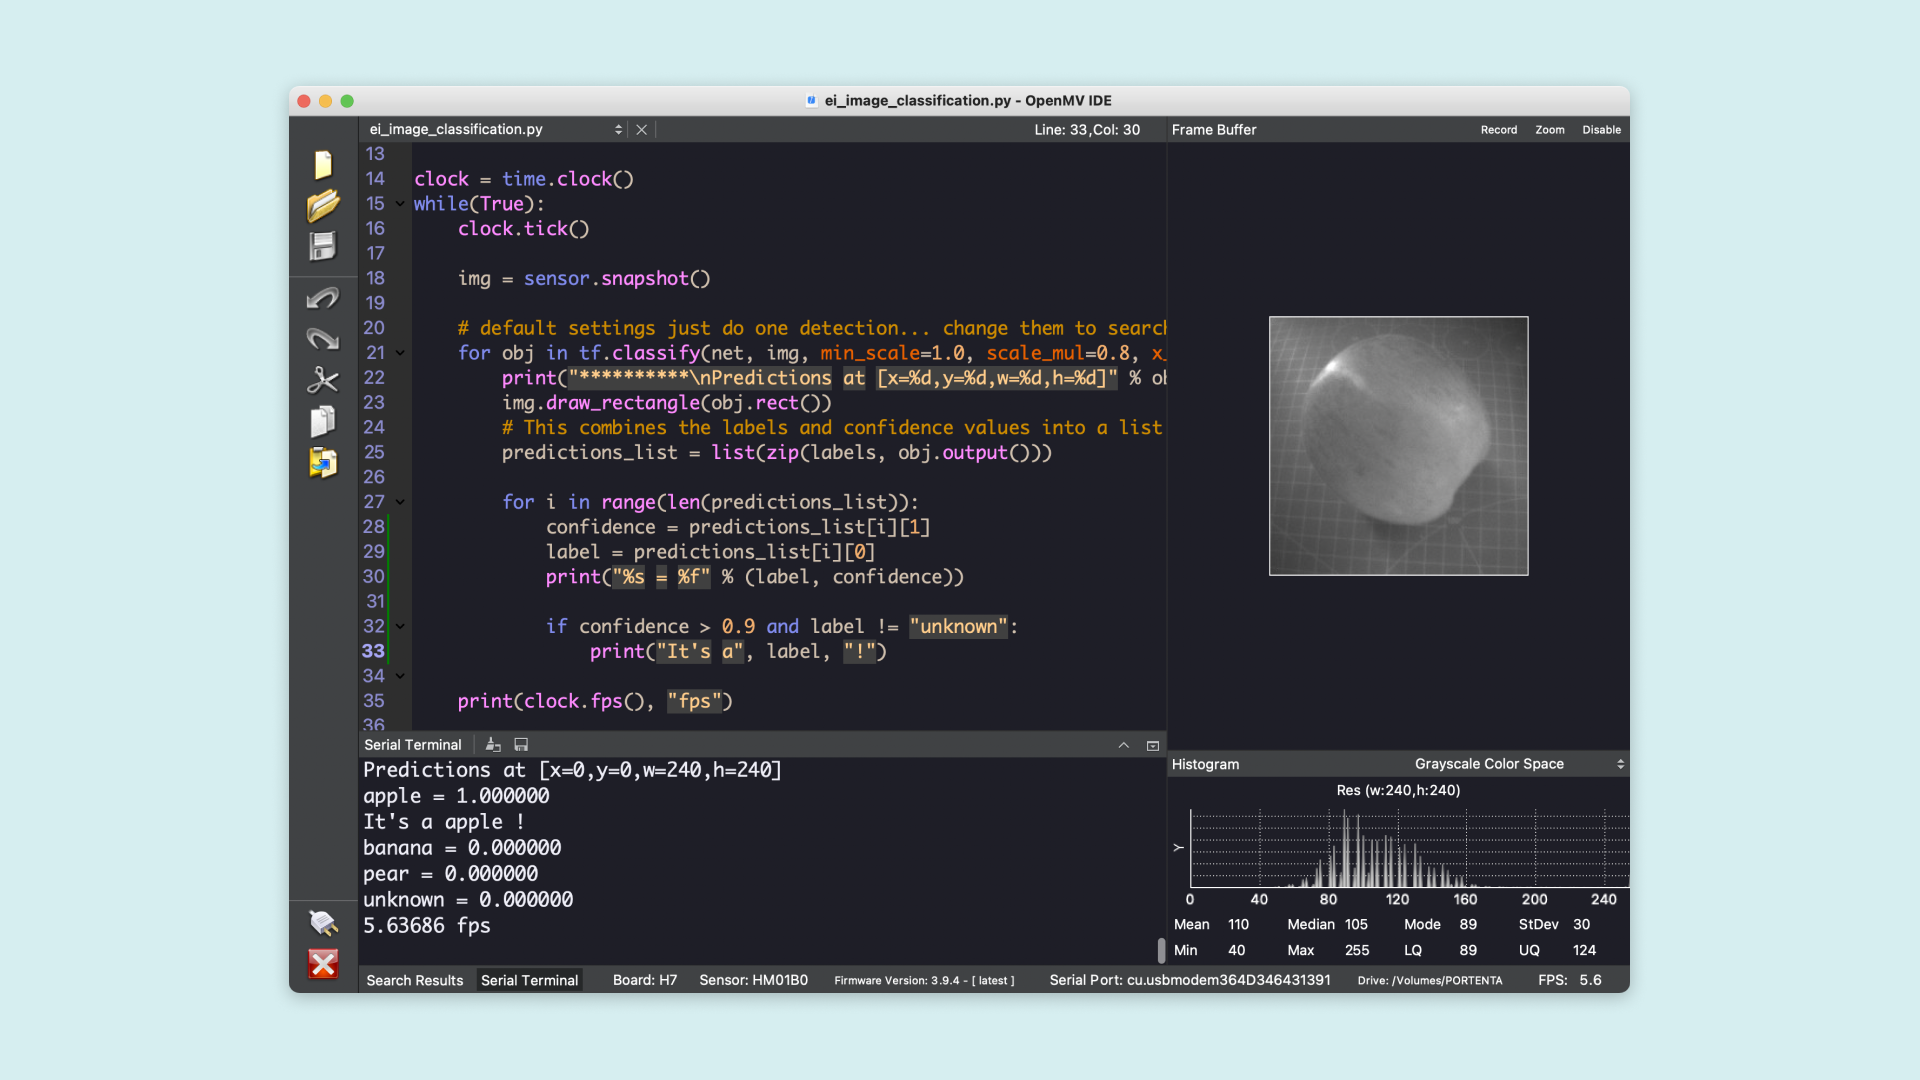 ei_image_classification.py - OpenMV IDE
ei_image_classification.py
Line: 33,Col: 30
Frame Buffer
Record Zoom Disable
13
14 clock = time.clock()
15 while(True):
16 clock.tick()
17
18 img = sensor.snapshot()
19
20 # default settings just do one detection... change them to search
21 for obj in tf.classify(net, img, min_scale=1.0, scale_mul=0.8, x_
22 print("**********\nPredictions at [x=%d,y=%d,w=%d,h=%d]" % ob
23 img.draw_rectangle(obj.rect())
24 # This combines the labels and confidence values into a list
25 predictions_list = list(zip(labels, obj.output()))
26
27 for i in range(len(predictions_list)):
28 confidence = predictions_list[i][1]
29 label = predictions_list[i][0]
30 print("%s = %f" % (label, confidence))
31
32 if confidence > 0.9 and label != "unknown":
33 print("It's a", label, "!")
34
35 print(clock.fps(), "fps")
36
Serial Terminal
Predictions at [x=0,y=0,w=240,h=240]
apple = 1.000000
It's a apple !
banana = 0.000000
pear = 0.000000
unknown = 0.000000
5.63686 fps
Histogram
Grayscale Color Space
Res (w:240,h:240)
Y
0 40 80 120 160 200 240
Mean 110 Median 105 Mode 89 StDev 30
Min 40 Max 255 LQ 89 UQ 124
Search Results Serial Terminal Board: H7 Sensor: HM01B0 Firmware Version: 3.9.4 - [ latest ] Serial Port: cu.usbmodem364D346431391 Drive: /Volumes/PORTENTA FPS: 5.6